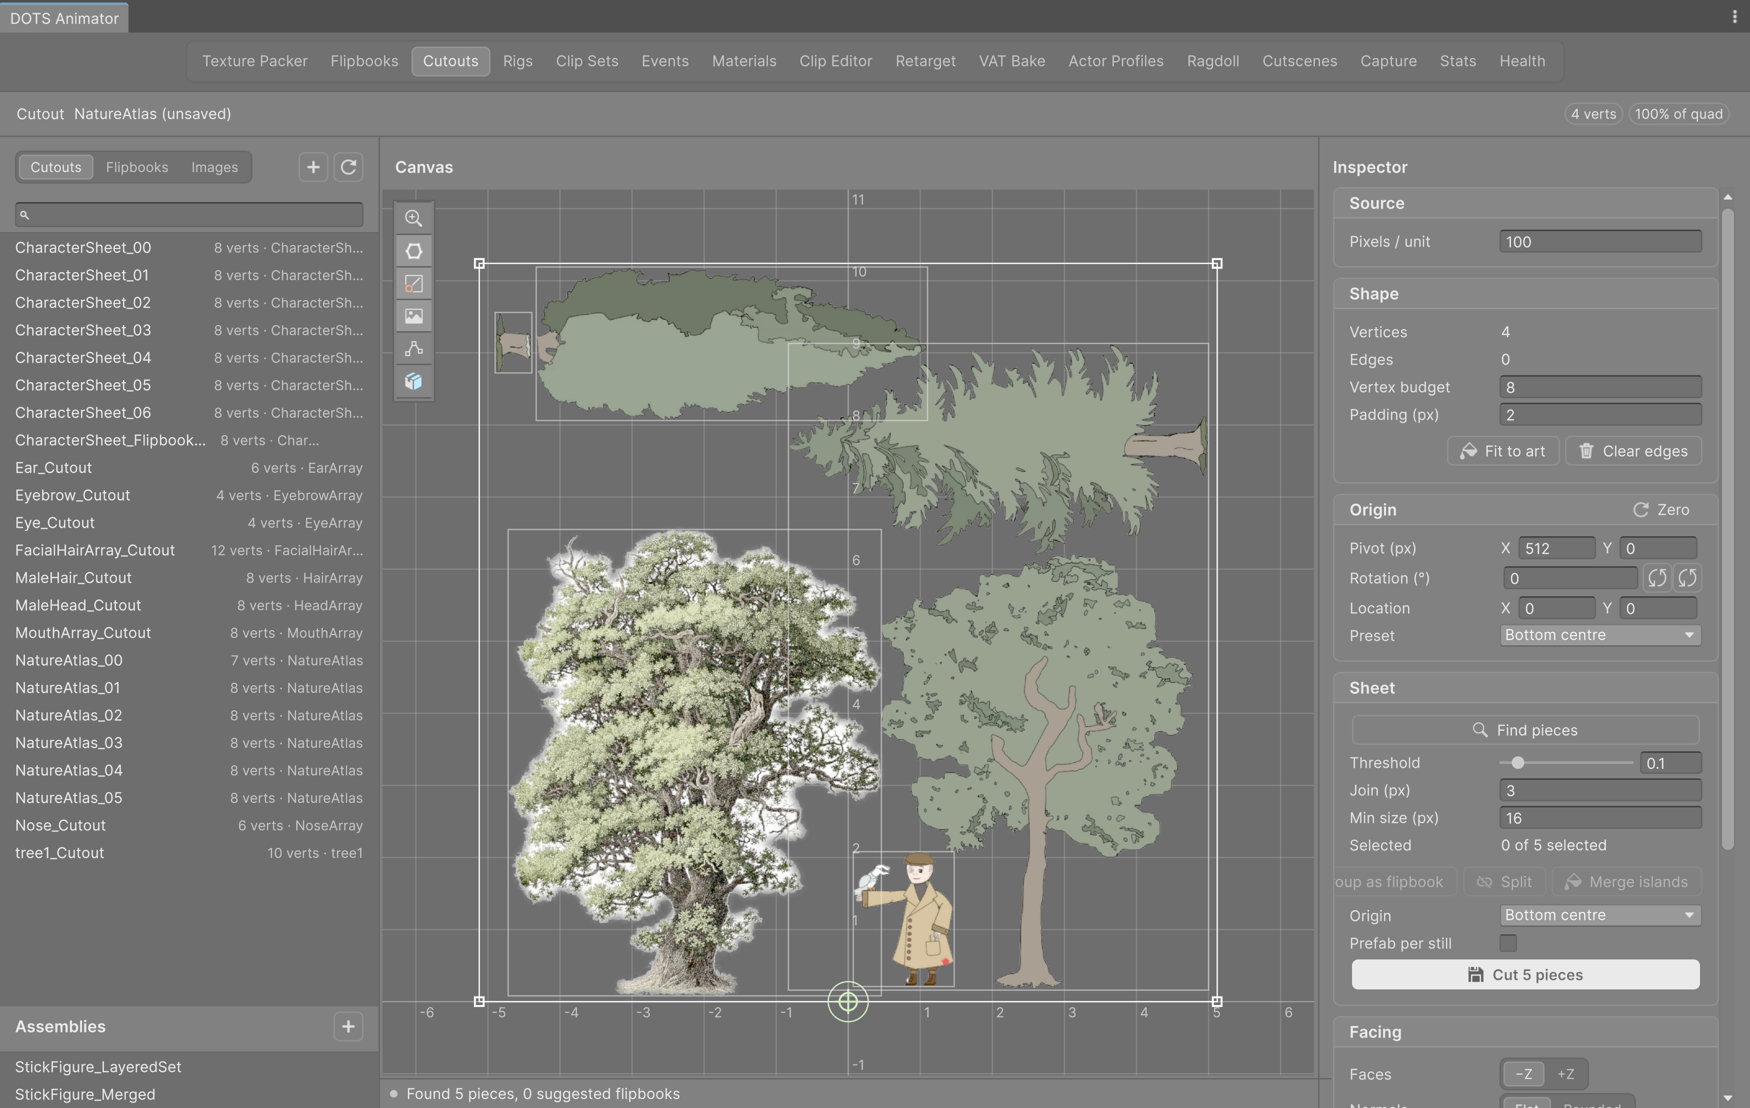 DOTS Animator
Texture Packer Flipbooks Cutouts Rigs Clip Sets Events Materials Clip Editor Retarget VAT Bake Actor Profiles Ragdoll Cutscenes Capture Stats Health
Cutout NatureAtlas (unsaved)
4 verts 100% of quad
Cutouts Flipbooks Images
CharacterSheet_00 8 verts · CharacterSh...
CharacterSheet_01 8 verts · CharacterSh...
CharacterSheet_02 8 verts · CharacterSh...
CharacterSheet_03 8 verts · CharacterSh...
CharacterSheet_04 8 verts · CharacterSh...
CharacterSheet_05 8 verts · CharacterSh...
CharacterSheet_06 8 verts · CharacterSh...
CharacterSheet_Flipbook... 8 verts · Char...
Ear_Cutout 6 verts · EarArray
Eyebrow_Cutout 4 verts · EyebrowArray
Eye_Cutout 4 verts · EyeArray
FacialHairArray_Cutout 12 verts · FacialHairAr...
MaleHair_Cutout 8 verts · HairArray
MaleHead_Cutout 8 verts · HeadArray
MouthArray_Cutout 8 verts · MouthArray
NatureAtlas_00 7 verts · NatureAtlas
NatureAtlas_01 8 verts · NatureAtlas
NatureAtlas_02 8 verts · NatureAtlas
NatureAtlas_03 8 verts · NatureAtlas
NatureAtlas_04 8 verts · NatureAtlas
NatureAtlas_05 8 verts · NatureAtlas
Nose_Cutout 6 verts · NoseArray
tree1_Cutout 10 verts · tree1
Assemblies
StickFigure_LayeredSet
StickFigure_Merged
Canvas
11
10
9
8
7
6
4
2
1
-6 -5 -4 -3 -2 -1 1 2 3 4 5 6
-1
Found 5 pieces, 0 suggested flipbooks
Inspector
Source
Pixels / unit 100
Shape
Vertices 4
Edges 0
Vertex budget 8
Padding (px) 2
Fit to art Clear edges
Origin Zero
Pivot (px) X 512 Y 0
Rotation (°) 0
Location X 0 Y 0
Preset Bottom centre
Sheet
Find pieces
Threshold 0.1
Join (px) 3
Min size (px) 16
Selected 0 of 5 selected
oup as flipbook Split Merge islands
Origin Bottom centre
Prefab per still
Cut 5 pieces
Facing
Faces −Z +Z